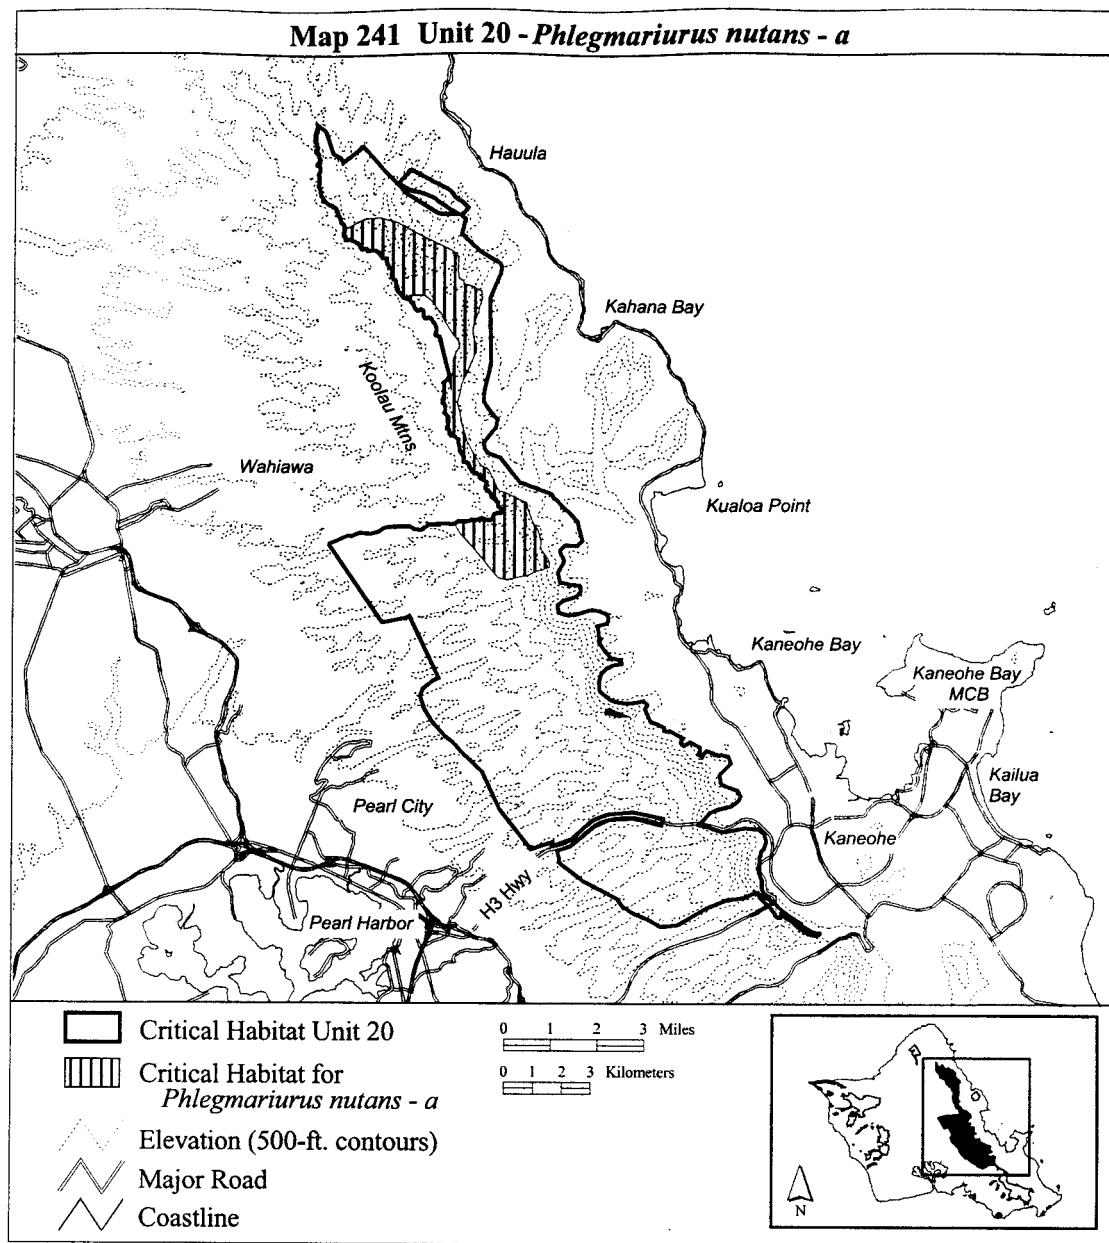 Map 241 Unit 20 - Phlegmariurus nutans - a
Hauula
Kahana Bay
Koolau Mtns
Wahiawa
Kualoa Point
Kaneohe Bay
Kaneohe Bay
MCB
Kailua
Bay
Pearl City
Kaneohe
H3 Hwy
Pearl Harbor
Critical Habitat Unit 20
Critical Habitat for
Phlegmariurus nutans - a
Elevation (500-ft. contours)
Major Road
Coastline
0 1 2 3 Miles
0 1 2 3 Kilometers
N